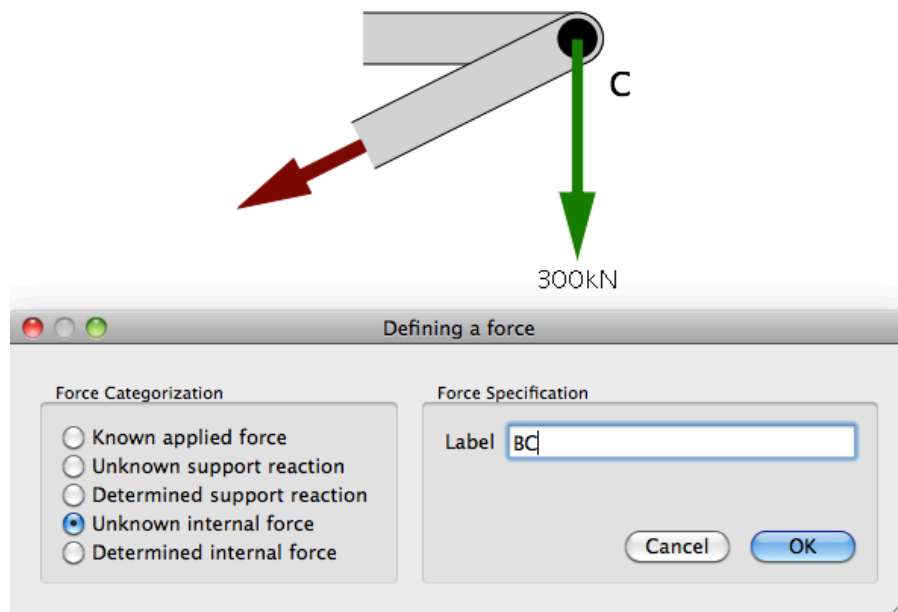 C
300kN
Defining a force
Force Categorization
Known applied force
Unknown support reaction
Determined support reaction
Unknown internal force
Determined internal force
Force Specification
Label BC
Cancel OK